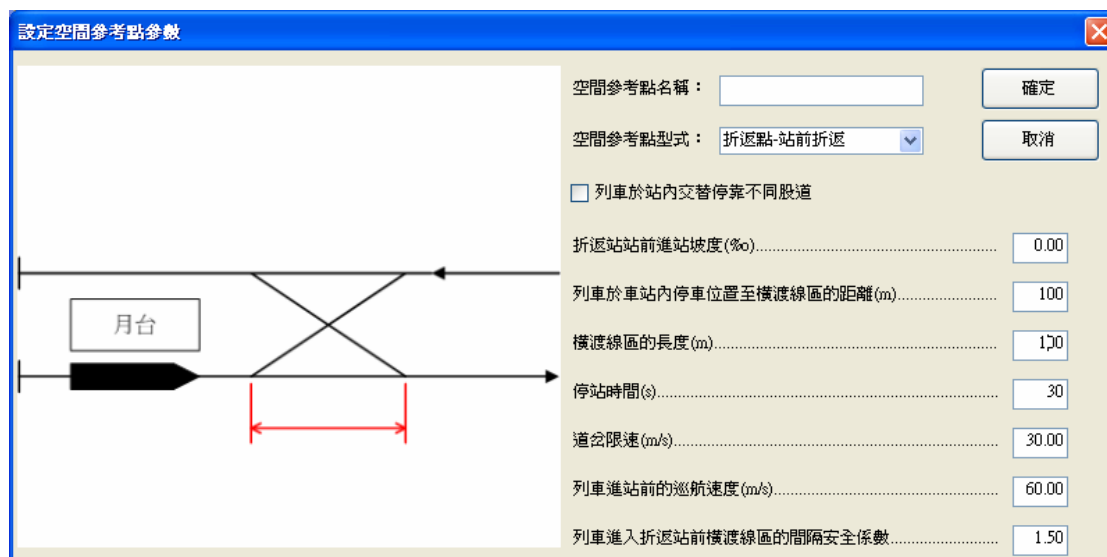 設定空間參考點參數
月台
空間參考點名稱：
確定
空間參考點型式： 折返點-站前折返
取消
列車於站內交替停靠不同股道
折返站站前進站坡度(‰)................................................ 0.00
列車於車站內停車位置至橫渡線區的距離(m)..................... 100
橫渡線區的長度(m)......................................................... 100
停站時間(s)..................................................................... 30
道岔限速(m/s)................................................................. 30.00
列車進站前的巡航速度(m/s)............................................. 60.00
列車進入折返站前橫渡線區的間隔安全係數....................... 1.50